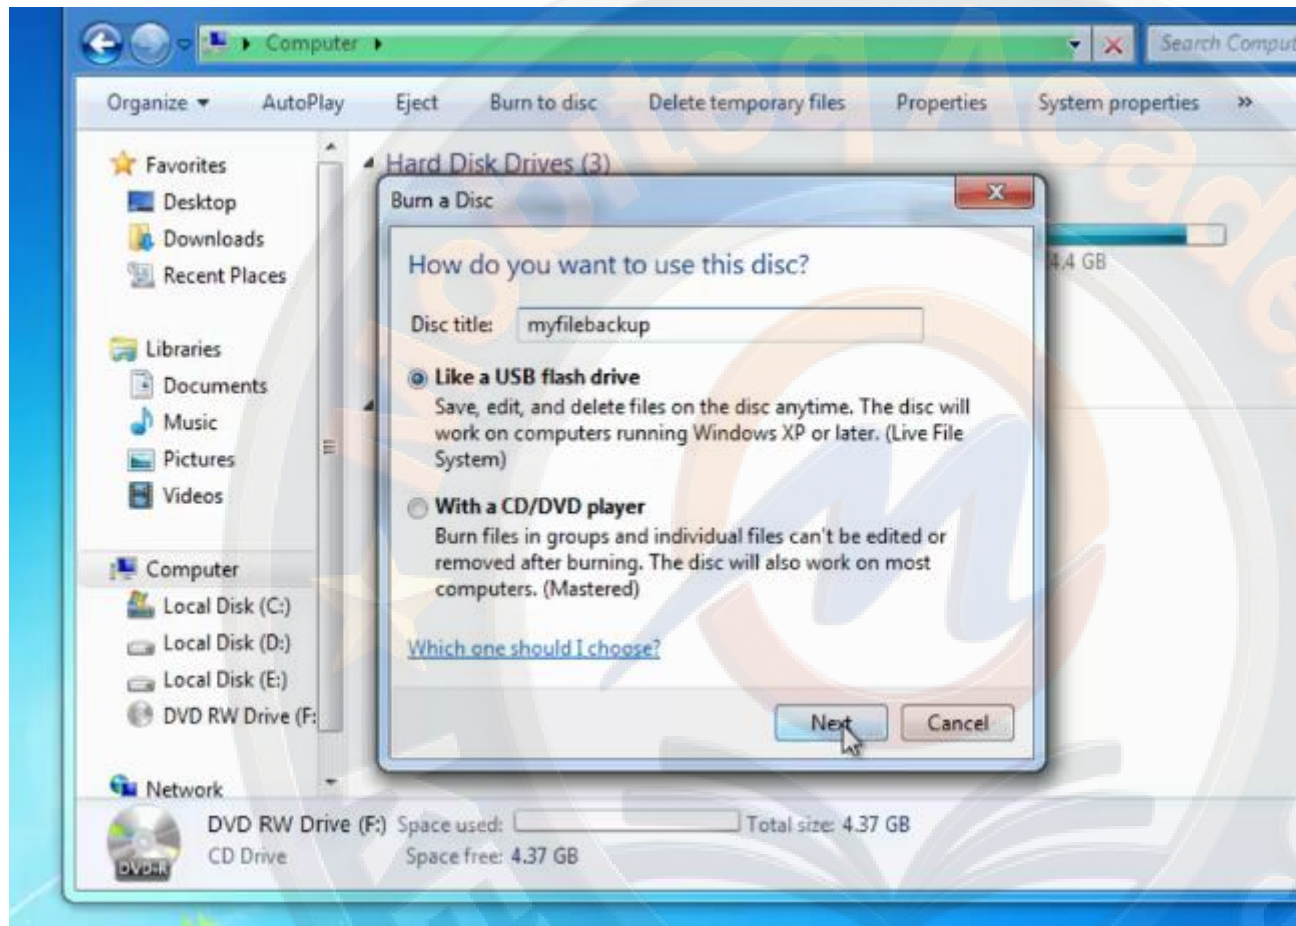 Computer
Search Comput
Organize AutoPlay Eject Burn to disc Delete temporary files Properties System properties »
Favorites
Desktop
Downloads
Recent Places
Libraries
Documents
Music
Pictures
Videos
Computer
Local Disk (C:)
Local Disk (D:)
Local Disk (E:)
DVD RW Drive (F:
Network
Hard Disk Drives (3)
4.4 GB
Burn a Disc
How do you want to use this disc?
Disc title: myfilebackup
Like a USB flash drive
Save, edit, and delete files on the disc anytime. The disc will
work on computers running Windows XP or later. (Live File
System)
With a CD/DVD player
Burn files in groups and individual files can't be edited or
removed after burning. The disc will also work on most
computers. (Mastered)
Which one should I choose?
Next Cancel
DVD RW Drive (F:) Space used: Total size: 4.37 GB
CD Drive Space free: 4.37 GB
DVD-R
Mobiteq Academy